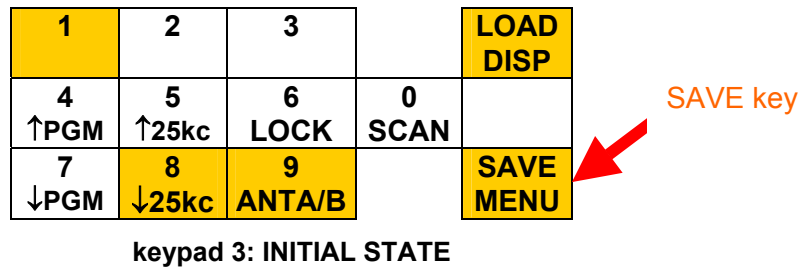 1 2 3 LOAD
DISP
4 5 6 0
↑PGM ↑25kc LOCK SCAN
SAVE key
7 8 9 SAVE
↓PGM ↓25kc ANTA/B MENU
keypad 3: INITIAL STATE